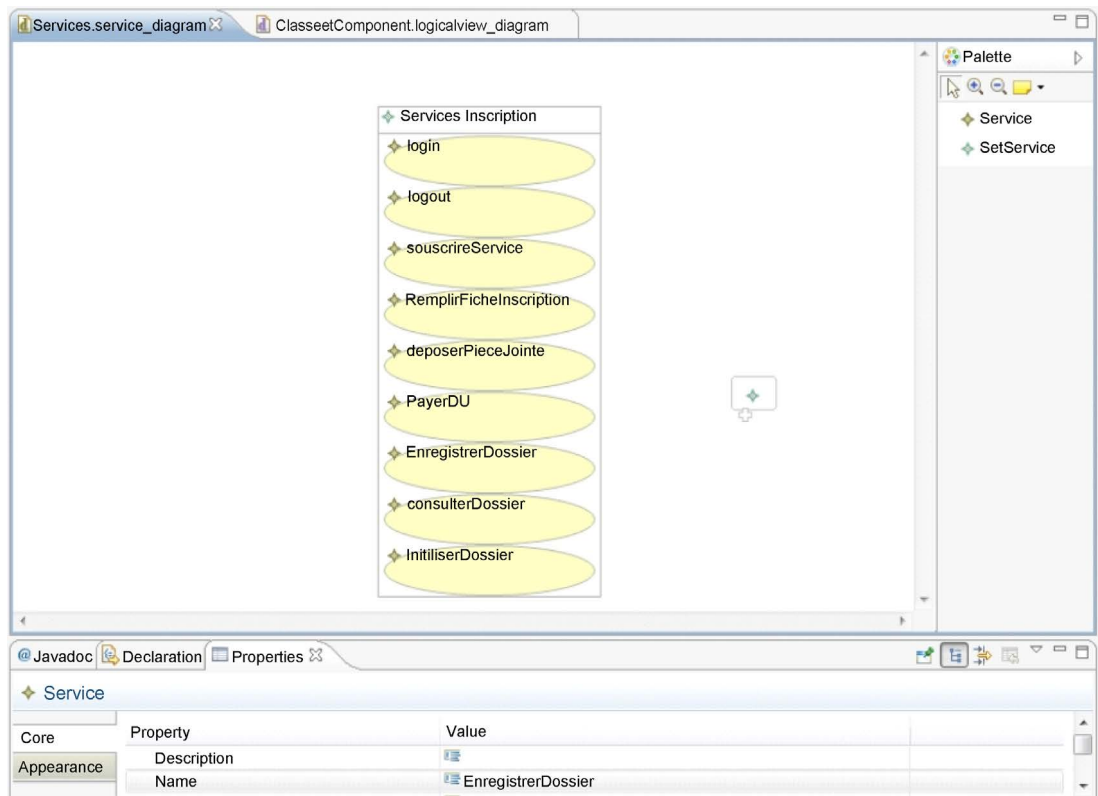 Services.service_diagram
ClasseetComponent.logicalview_diagram
Palette
Service
SetService
Services Inscription
login
logout
souscrireService
RemplirFicheInscription
deposerPieceJointe
PayerDU
EnregistrerDossier
consulterDossier
InitiliserDossier
@ Javadoc Declaration Properties
Service
Core
Appearance
Property Value
Description
Name EnregistrerDossier